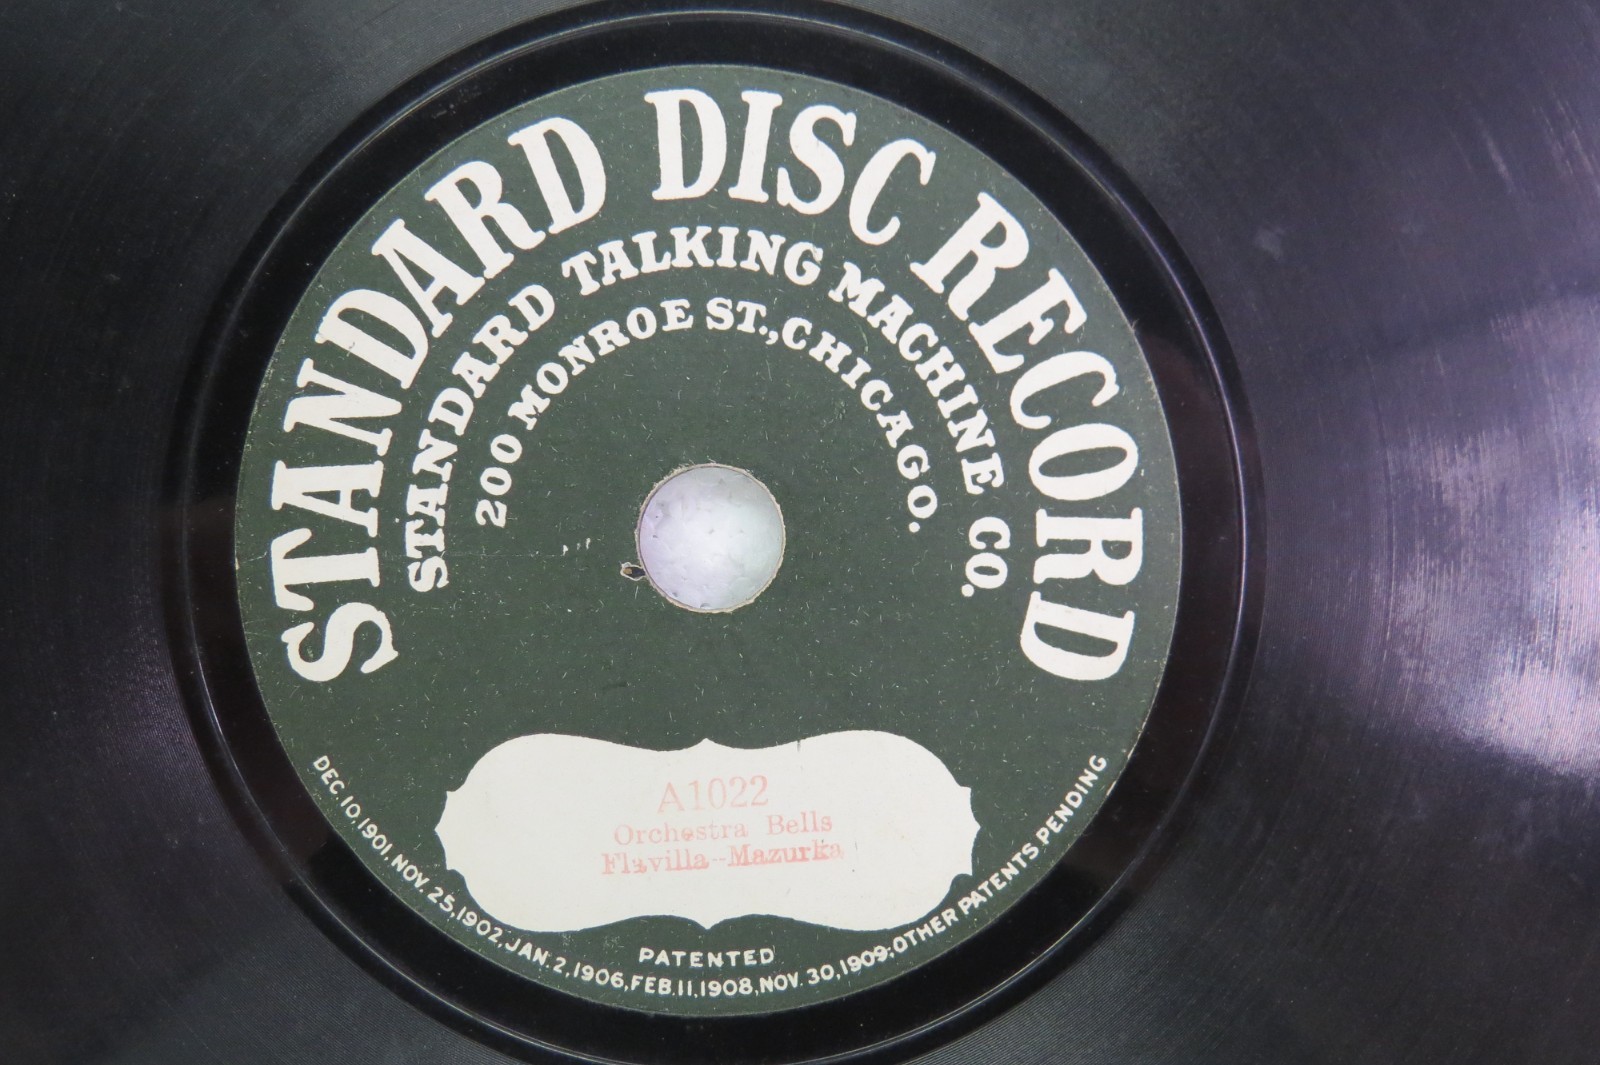 STANDARD DISC RECORD
STANDARD TALKING MACHINE CO.
200 MONROE ST., CHICAGO.
A1022
Orchestra Bells
Flavilla--Mazurka
PATENTED
DEC. 10, 1901, NOV. 25, 1902, JAN. 2, 1906, FEB. 11, 1908, NOV. 30, 1909; OTHER PATENTS PENDING